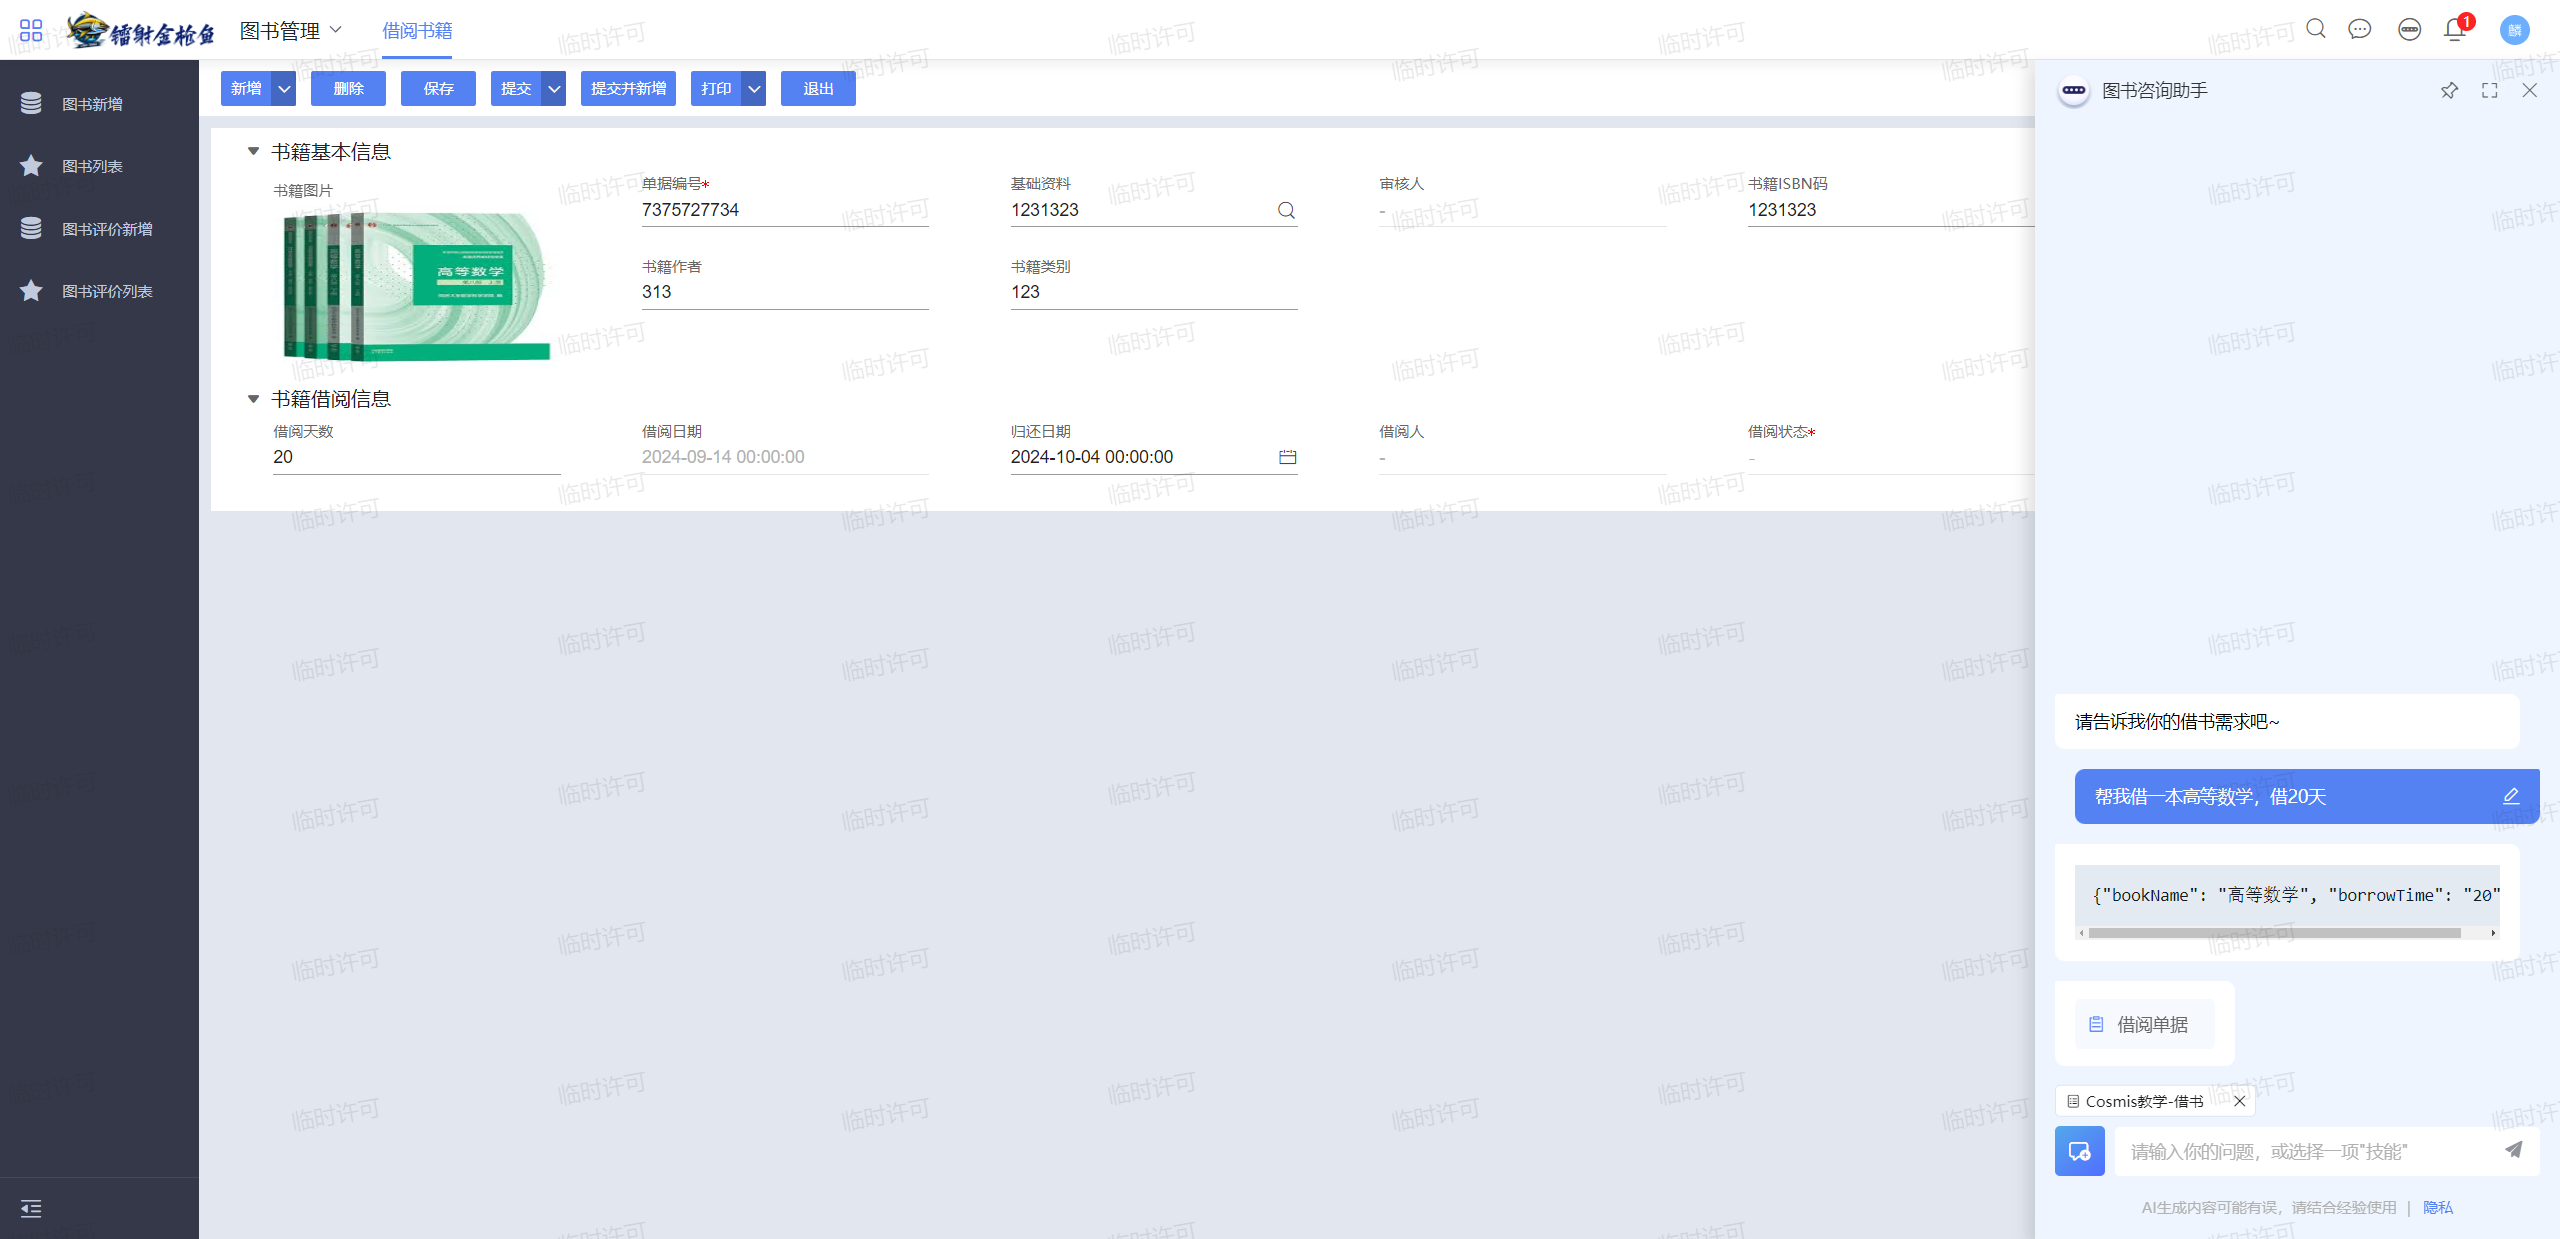 镭射金枪鱼
图书管理
借阅书籍
1
麟
图书新增
图书列表
图书评价新增
图书评价列表
新增
删除
保存
提交
提交并新增
打印
退出
书籍基本信息
书籍图片
高等数学
单据编号*
7375727734
基础资料
1231323
审核人
-
书籍ISBN码
1231323
书籍作者
313
书籍类别
123
书籍借阅信息
借阅天数
20
借阅日期
2024-09-14 00:00:00
归还日期
2024-10-04 00:00:00
借阅人
-
借阅状态*
-
图书咨询助手
请告诉我你的借书需求吧~
帮我借一本高等数学，借20天
{"bookName": "高等数学", "borrowTime": "20"
借阅单据
Cosmis教学-借书
请输入你的问题，或选择一项"技能"
AI生成内容可能有误，请结合经验使用 | 隐私
临时许可